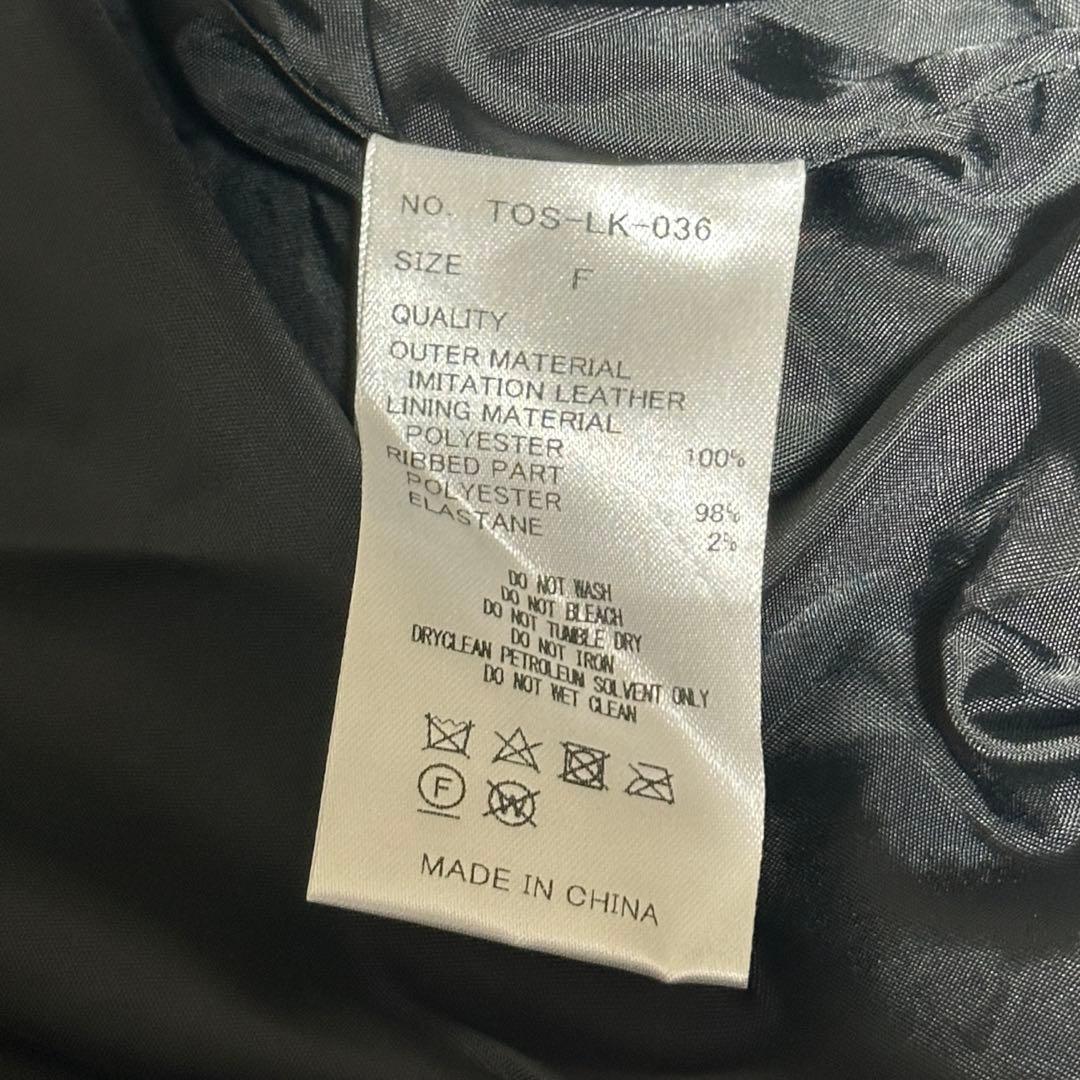 NO. TOS-LK-036
SIZE F
QUALITY
OUTER MATERIAL
IMITATION LEATHER
LINING MATERIAL
POLYESTER 100%
RIBBED PART
POLYESTER 98%
ELASTANE 2%
DO NOT WASH
DO NOT BLEACH
DO NOT TUMBLE DRY
DO NOT IRON
DRYCLEAN PETROLEUN SOLVENT ONLY
DO NOT WET CLEAN
F W
MADE IN CHINA